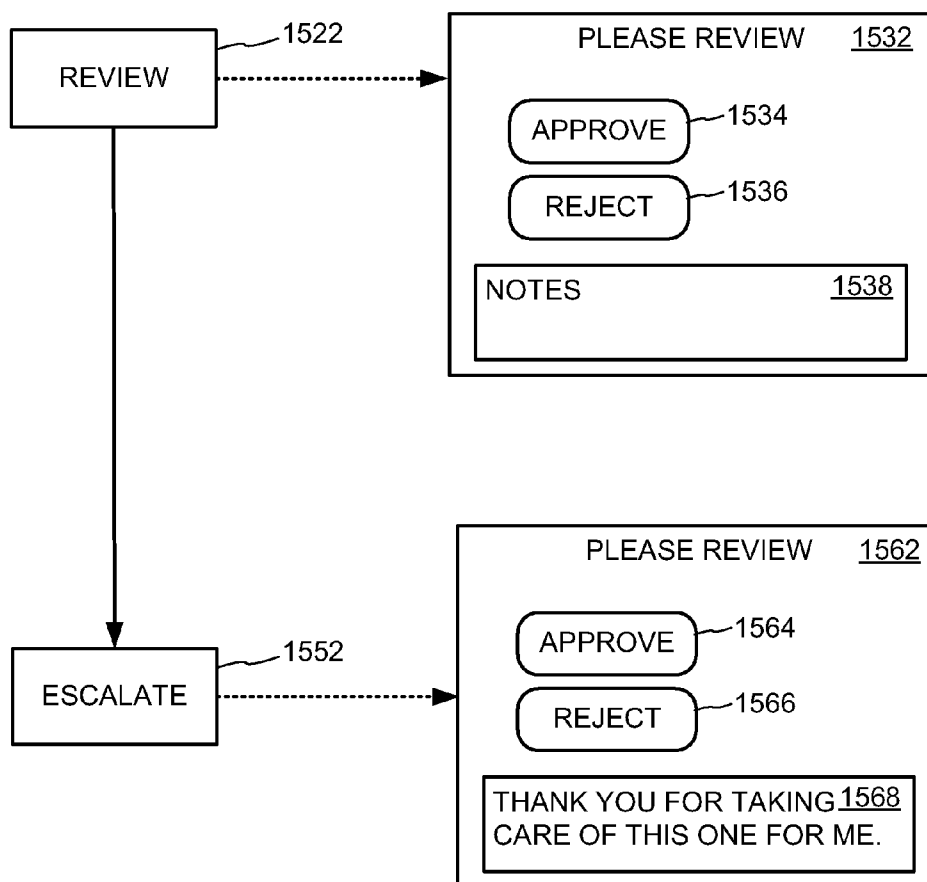 1522
REVIEW
PLEASE REVIEW 1532
APPROVE
1534
REJECT
1536
NOTES 1538
PLEASE REVIEW 1562
APPROVE
1564
1552
ESCALATE
REJECT
1566
THANK YOU FOR TAKING 1568
CARE OF THIS ONE FOR ME.